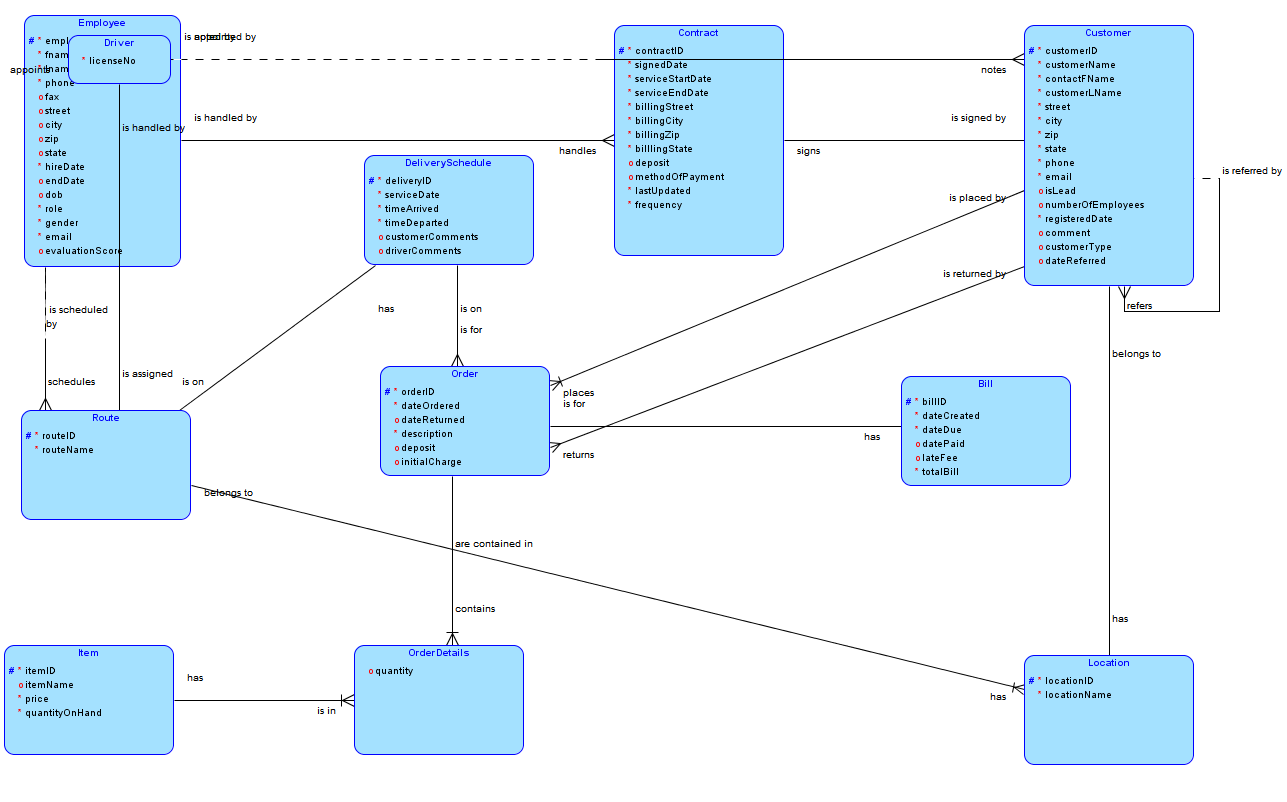 Employee
# * empl
* fnam
* lnam
* phone
o fax
o street
o city
o zip
o state
* hireDate
o endDate
o dob
* role
* gender
* email
o evaluationScore
Driver
* licenseNo
appoints
is handled by
is handled by
handles
Contract
# * contractID
* signedDate
* serviceStartDate
* serviceEndDate
* billingStreet
* billingCity
* billingZip
* billlingState
o deposit
o methodOfPayment
* lastUpdated
* frequency
notes
is signed by
signs
Customer
# * customerID
* customerName
* contactFName
* customerLName
* street
* city
* zip
* state
* phone
* email
o isLead
o numberOfEmployees
* registeredDate
o comment
o customerType
o dateReferred
is referred by
refers
DeliverySchedule
# * deliveryID
* serviceDate
* timeArrived
* timeDeparted
o customerComments
o driverComments
is placed by
is returned by
is scheduled
by
schedules
is assigned
is on
has
is on
is for
belongs to
Route
# * routeID
* routeName
Order
# * orderID
* dateOrdered
o dateReturned
* description
o deposit
o initialCharge
places
is for
returns
has
Bill
# * billID
* dateCreated
* dateDue
o datePaid
o lateFee
* totalBill
belongs to
are contained in
contains
has
has
Item
# * itemID
o itemName
* price
* quantityOnHand
has
is in
OrderDetails
o quantity
Location
# * locationID
* locationName